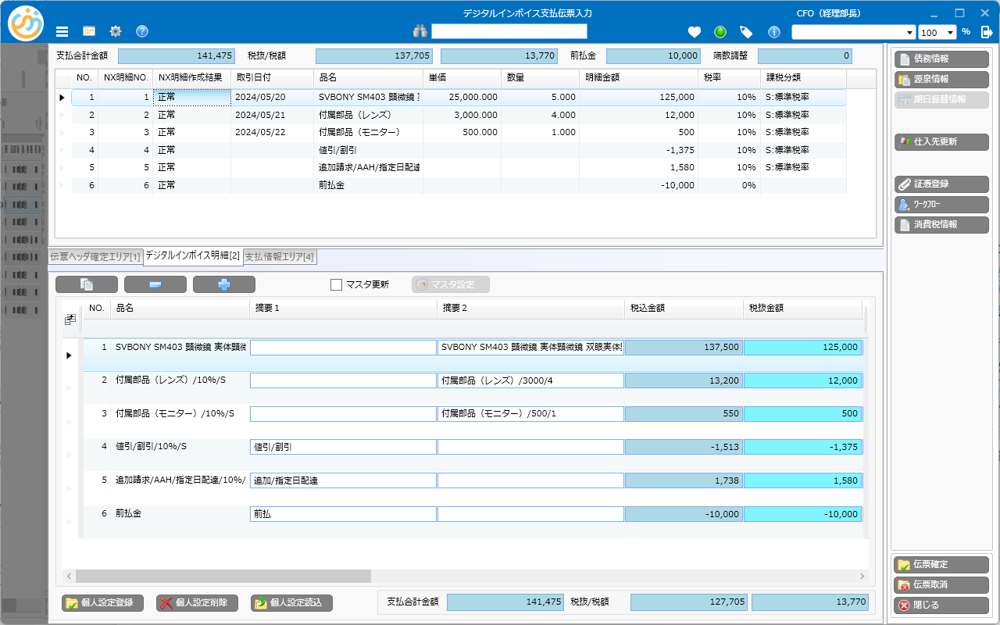 デジタルインボイス支払伝票入力
CFO（経理部長）
100 %
支払合計金額 141,475 税抜/税額 137,705 13,770 前払金 10,000 端数調整 0
NO. NX明細NO. NX明細作成結果 取引日付 品名 単価 数量 明細金額 税率 課税分類
1 1 正常 2024/05/20 SVBONY SM403 顕微鏡 25,000.000 5.000 125,000 10% S:標準税率
2 2 正常 2024/05/21 付属部品（レンズ） 3,000.000 4.000 12,000 10% S:標準税率
3 3 正常 2024/05/22 付属部品（モニター） 500.000 1.000 500 10% S:標準税率
4 4 正常 値引/割引 -1,375 10% S:標準税率
5 5 正常 追加請求/AAH/指定日配達 1,580 10% S:標準税率
6 6 正常 前払金 -10,000 0%
伝票ヘッダ確定エリア[1] デジタルインボイス明細[2] 支払情報エリア[4]
マスタ更新 マスタ設定
NO. 品名 摘要１ 摘要２ 税込金額 税抜金額
1 SVBONY SM403 顕微鏡 実体顕微 SVBONY SM403 顕微鏡 実体顕微鏡 双眼実体 137,500 125,000
2 付属部品（レンズ）/10%/S 付属部品（レンズ）/3000/4 13,200 12,000
3 付属部品（モニター）/10%/S 付属部品（モニター）/500/1 550 500
4 値引/割引/10%/S 値引/割引 -1,513 -1,375
5 追加請求/AAH/指定日配達/10%/ 追加/指定日配達 1,738 1,580
6 前払金 前払 -10,000 -10,000
個人設定登録 個人設定削除 個人設定読込 支払合計金額 141,475 税抜/税額 127,705 13,770
債務情報
源泉情報
期日振替情報
仕入先更新
証憑登録
ﾜｰｸﾌﾛｰ
消費税情報
伝票確定
伝票取消
閉じる